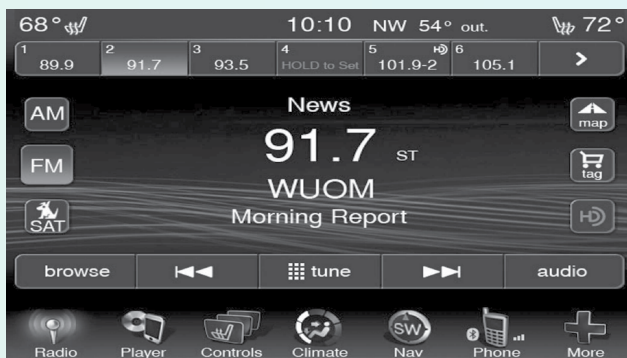 68° 10:10 NW 54° out. 72°
1 89.9 2 91.7 3 93.5 4 HOLD to Set 5 101.9-2 HD 6 105.1 >
AM News map
91.7 ST
FM tag
WUOM
SAT Morning Report HD
browse tune audio
SW
Radio Player Controls Climate Nav Phone More